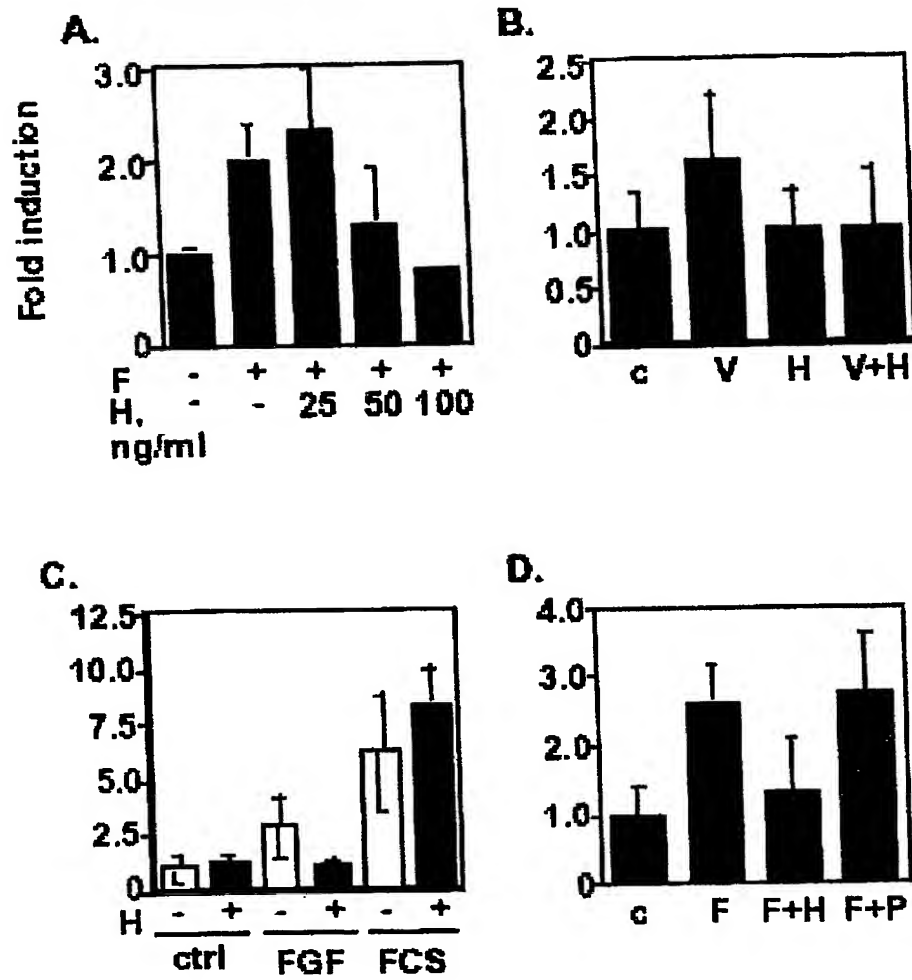 A.
Fold induction
3.0
2.0
1.0
0
F - + + + +
H, - - 25 50 100
ng/ml
B.
2.5
2.0
1.5
1.0
0.5
0
c V H V+H
C.
12.5
10.0
7.5
5.0
2.5
0
H - + - + - +
ctrl FGF FCS
D.
4.0
3.0
2.0
1.0
0
c F F+H F+P